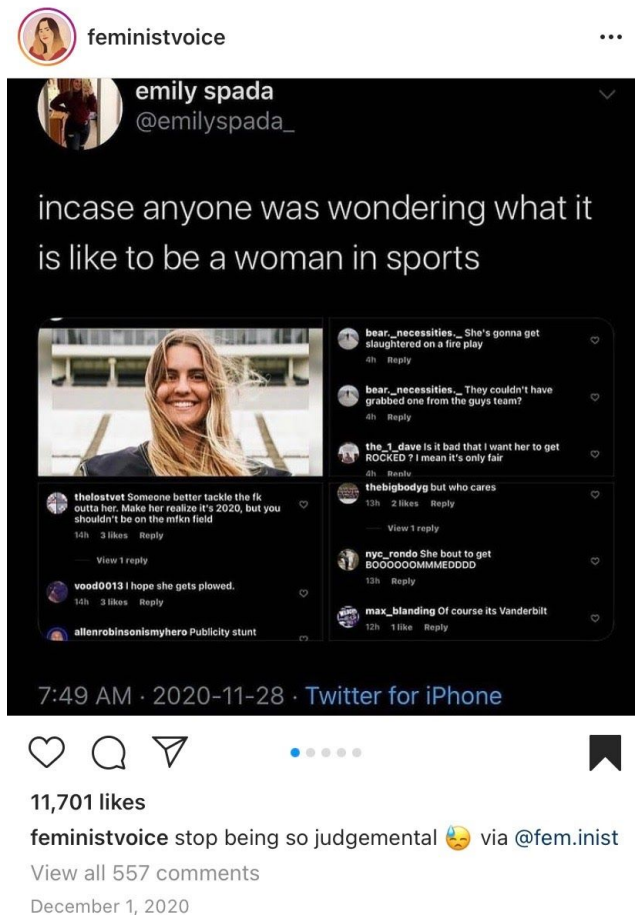 feministvoice
emily spada
@emilyspada_
incase anyone was wondering what it
is like to be a woman in sports
thelostvet Someone better tackle the fk
outta her. Make her realize it's 2020, but you
shouldn't be on the mfkn field
14h 3 likes Reply
View 1 reply
vood0013 I hope she gets plowed.
14h 3 likes Reply
allenrobinsonismyhero Publicity stunt
bear._necessities._ She's gonna get
slaughtered on a fire play
4h Reply
bear._necessities._ They couldn't have
grabbed one from the guys team?
4h Reply
the_1_dave Is it bad that I want her to get
ROCKED ? I mean it's only fair
4h Reply
thebigbodyg but who cares
13h 2 likes Reply
View 1 reply
nyc_rondo She bout to get
BOOOOOOMMMEDDDD
13h Reply
max_blanding Of course its Vanderbilt
12h 1 like Reply
7:49 AM · 2020-11-28 · Twitter for iPhone
11,701 likes
feministvoice stop being so judgemental 😓 via @fem.inist
View all 557 comments
December 1, 2020